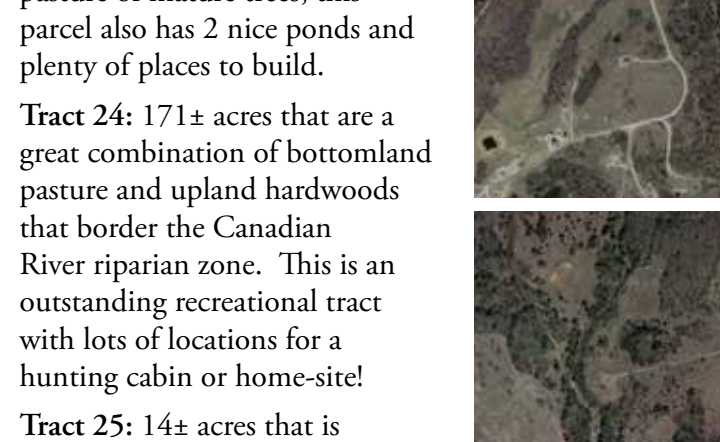 pasture or mature trees, this
parcel also has 2 nice ponds and
plenty of places to build.
Tract 24: 171± acres that are a
great combination of bottomland
pasture and upland hardwoods
that border the Canadian
River riparian zone.  This is an
outstanding recreational tract
with lots of locations for a
hunting cabin or home-site!
Tract 25: 14± acres that is